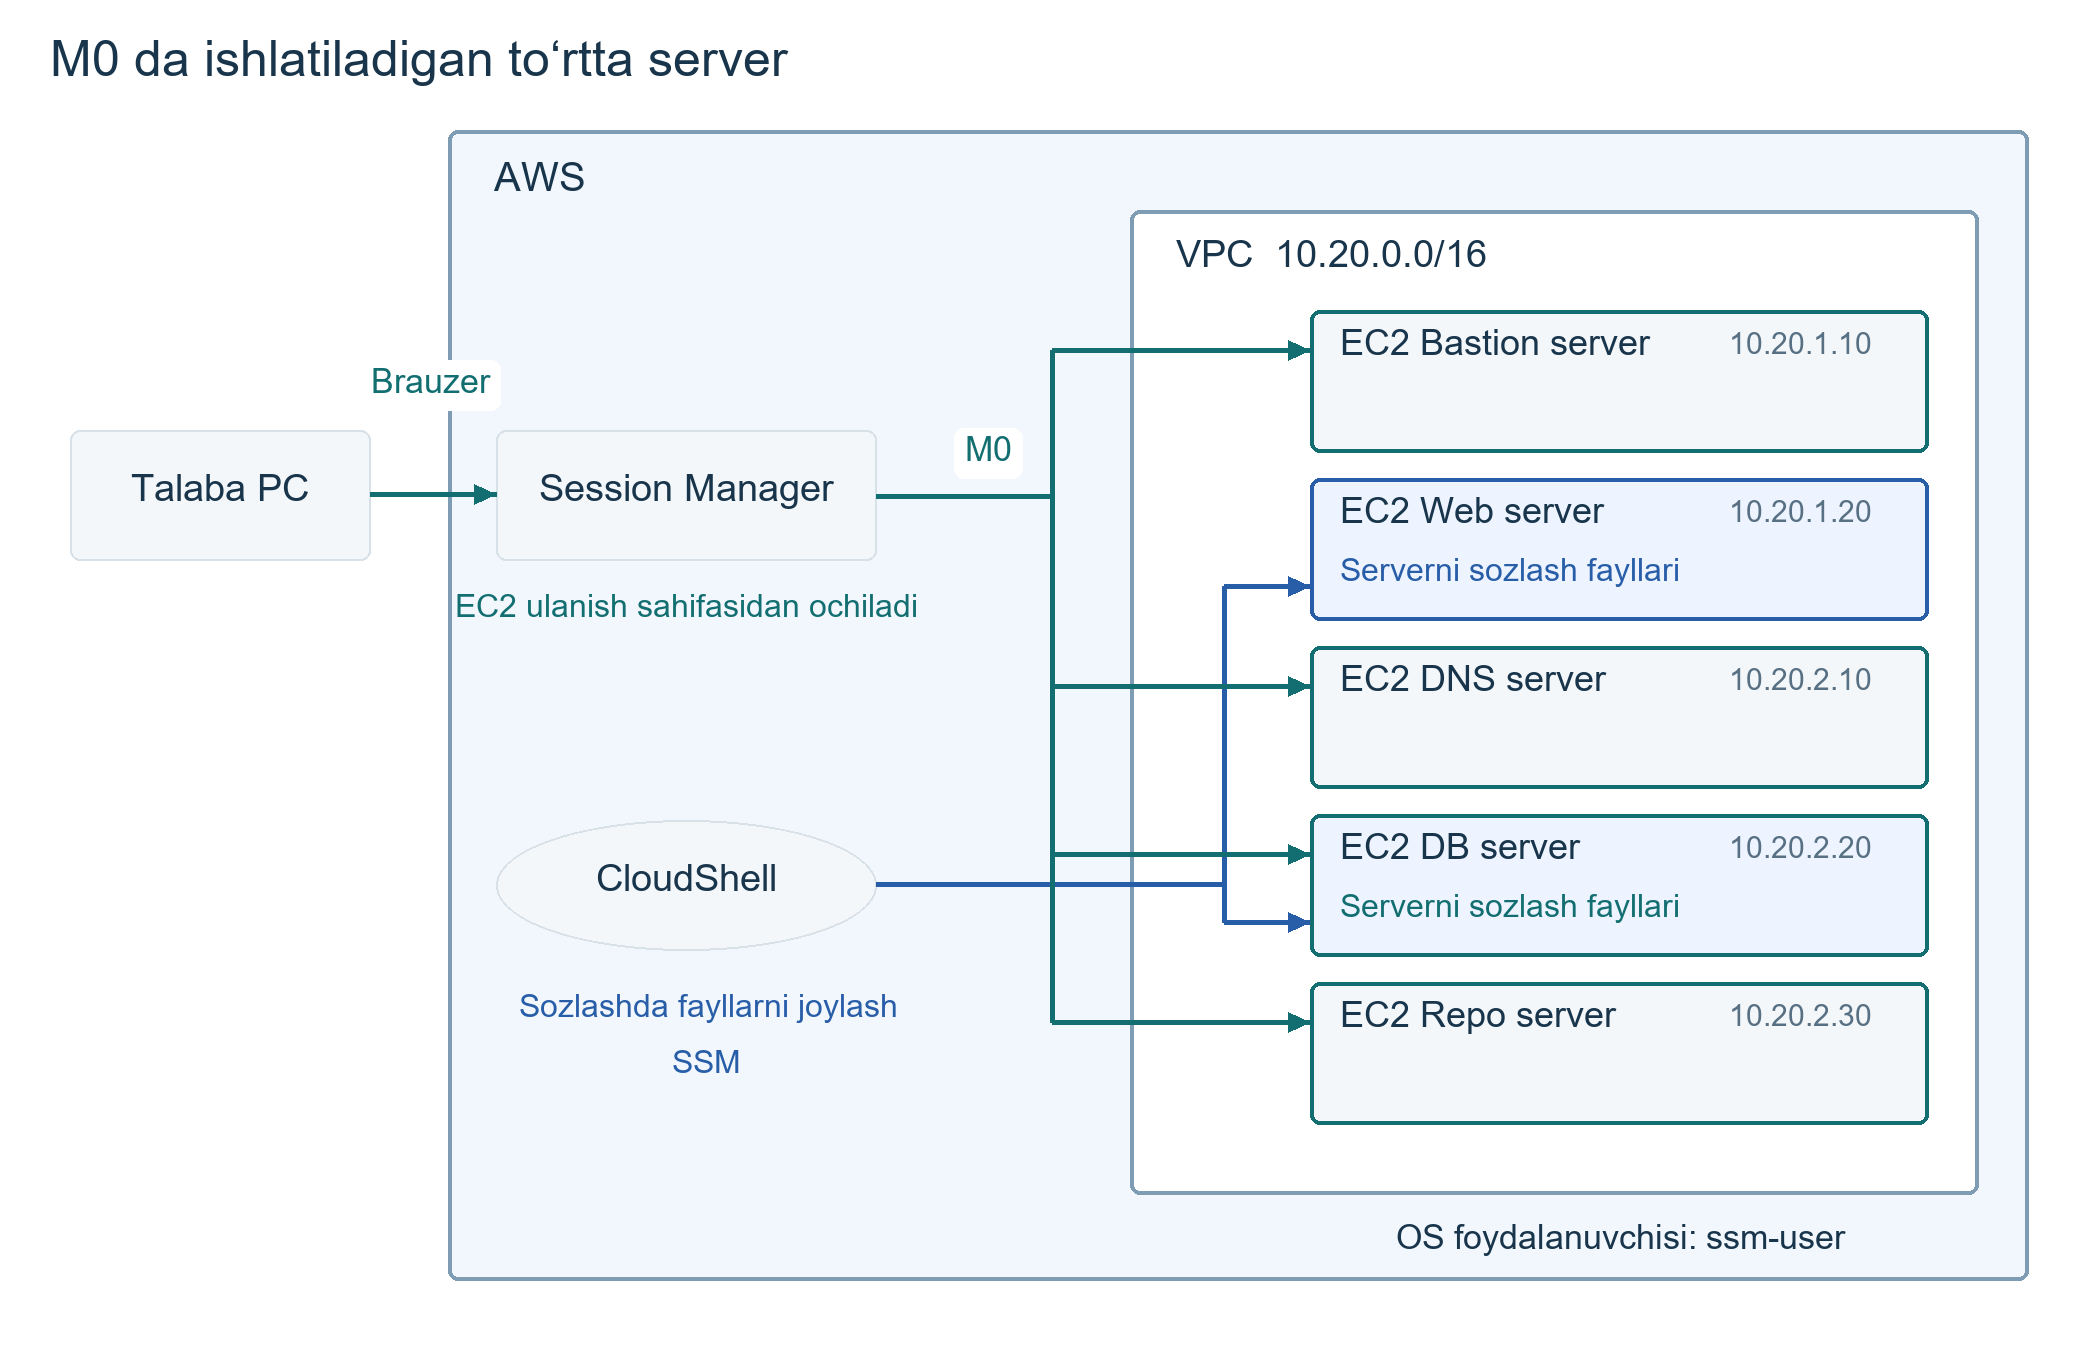 M0 da ishlatiladigan to‘rtta server
AWS
VPC  10.20.0.0/16
EC2 Bastion server 10.20.1.10
Brauzer
M0
Talaba PC
Session Manager
EC2 ulanish sahifasidan ochiladi
EC2 Web server 10.20.1.20
Serverni sozlash fayllari
EC2 DNS server 10.20.2.10
EC2 DB server 10.20.2.20
Serverni sozlash fayllari
CloudShell
Sozlashda fayllarni joylash
SSM
EC2 Repo server 10.20.2.30
OS foydalanuvchisi: ssm-user